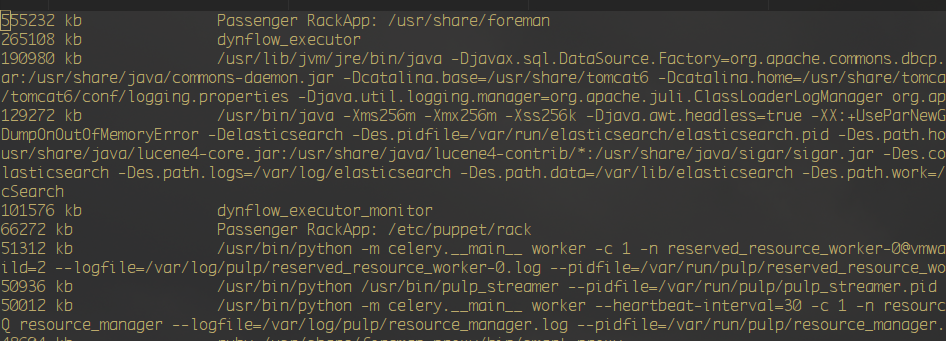 555232 kb Passenger RackApp: /usr/share/foreman
265108 kb dynflow_executor
190980 kb /usr/lib/jvm/jre/bin/java -Djavax.sql.DataSource.Factory=org.apache.commons.dbcp.
ar:/usr/share/java/commons-daemon.jar -Dcatalina.base=/usr/share/tomcat6 -Dcatalina.home=/usr/share/tomca
/tomcat6/conf/logging.properties -Djava.util.logging.manager=org.apache.juli.ClassLoaderLogManager org.ap
129272 kb /usr/bin/java -Xms256m -Xmx256m -Xss256k -Djava.awt.headless=true -XX:+UseParNewG
DumpOnOutOfMemoryError -Delasticsearch -Des.pidfile=/var/run/elasticsearch/elasticsearch.pid -Des.path.ho
usr/share/java/lucene4-core.jar:/usr/share/java/lucene4-contrib/*:/usr/share/java/sigar/sigar.jar -Des.co
lasticsearch -Des.path.logs=/var/log/elasticsearch -Des.path.data=/var/lib/elasticsearch -Des.path.work=/
cSearch
101576 kb dynflow_executor_monitor
66272 kb Passenger RackApp: /etc/puppet/rack
51312 kb /usr/bin/python -m celery.__main__ worker -c 1 -n reserved_resource_worker-0@vmwa
ild=2 --logfile=/var/log/pulp/reserved_resource_worker-0.log --pidfile=/var/run/pulp/reserved_resource_wo
50936 kb /usr/bin/python /usr/bin/pulp_streamer --pidfile=/var/run/pulp/pulp_streamer.pid
50012 kb /usr/bin/python -m celery.__main__ worker --heartbeat-interval=30 -c 1 -n resourc
Q resource_manager --logfile=/var/log/pulp/resource_manager.log --pidfile=/var/run/pulp/resource_manager.